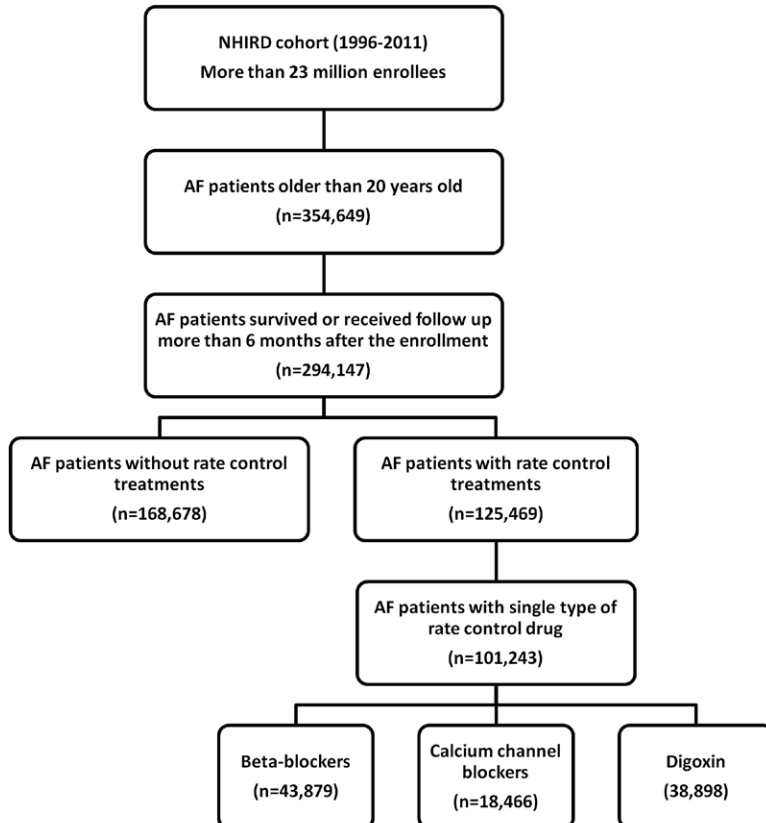 NHIRD cohort (1996-2011)
More than 23 million enrollees
AF patients older than 20 years old
(n=354,649)
AF patients survived or received follow up
more than 6 months after the enrollment
(n=294,147)
AF patients without rate control
treatments
(n=168,678)
AF patients with rate control
treatments
(n=125,469)
AF patients with single type of
rate control drug
(n=101,243)
Beta-blockers
(n=43,879)
Calcium channel
blockers
(n=18,466)
Digoxin
(38,898)